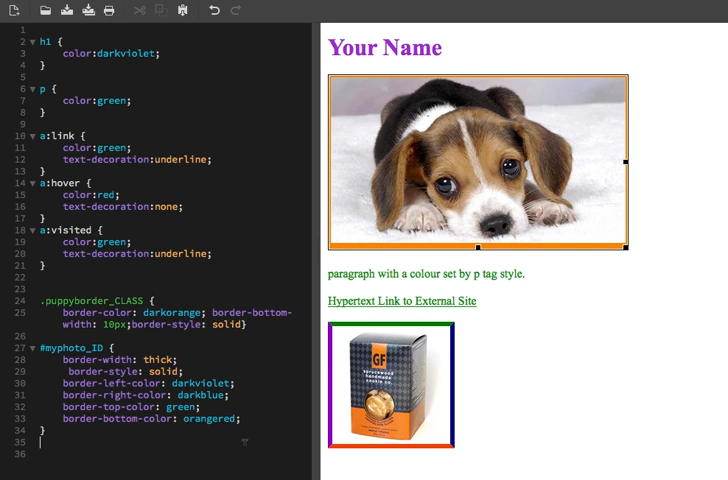 1
2 h1 {
3 color:darkviolet;
4 }
5
6 p {
7 color:green;
8 }
9
10 a:link {
11 color:green;
12 text-decoration:underline;
13 }
14 a:hover {
15 color:red;
16 text-decoration:none;
17 }
18 a:visited {
19 color:green;
20 text-decoration:underline;
21 }
22
23
24 .puppyborder_CLASS {
25 border-color: darkorange; border-bottom-
width: 10px;border-style: solid}
26
27 #myphoto_ID {
28 border-width: thick;
29 border-style: solid;
30 border-left-color: darkviolet;
31 border-right-color: darkblue;
32 border-top-color: green;
33 border-bottom-color: orangered;
34 }
35
36
Your Name
paragraph with a colour set by p tag style.
Hypertext Link to External Site
GF
sprucewood
handmade
cookie co.